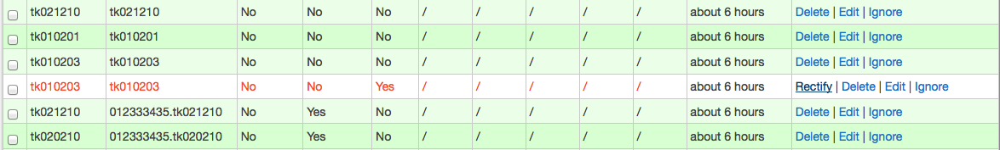 tk021210 tk021210 No No No / / / / / about 6 hours Delete | Edit | Ignore
tk010201 tk010201 No No No / / / / / about 6 hours Delete | Edit | Ignore
tk010203 tk010203 No No No / / / / / about 6 hours Delete | Edit | Ignore
tk010203 tk010203 No No Yes / / / / / about 6 hours Rectify | Delete | Edit | Ignore
tk021210 012333435.tk021210 No Yes No / / / / / about 6 hours Delete | Edit | Ignore
tk020210 012333435.tk020210 No Yes No / / / / / about 6 hours Delete | Edit | Ignore